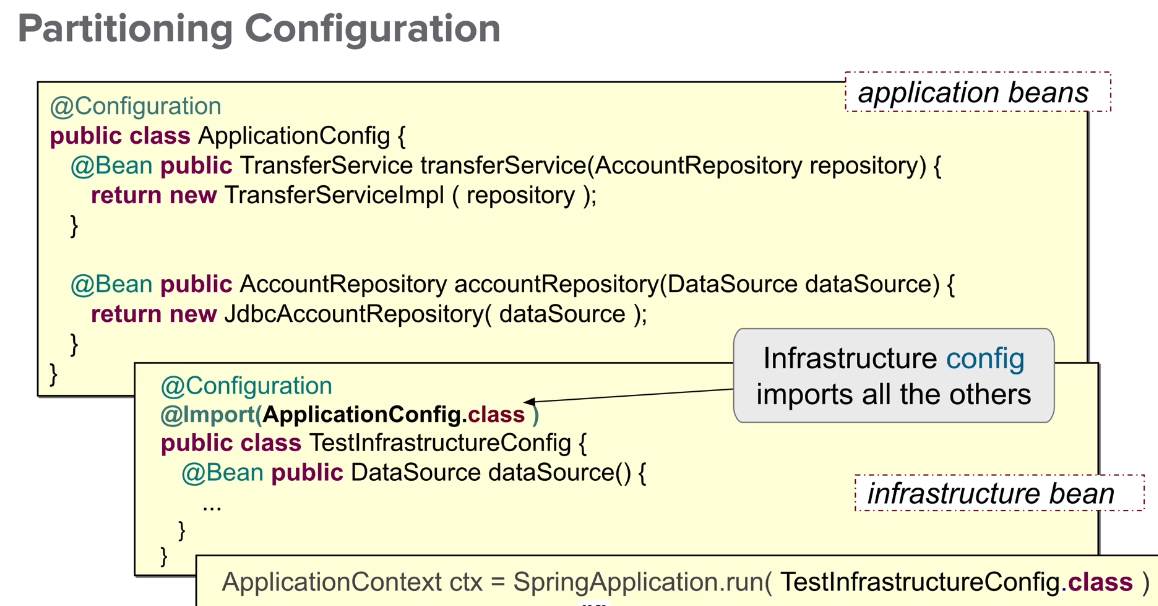 Partitioning Configuration
application beans
@Configuration
public class ApplicationConfig {
@Bean public TransferService transferService(AccountRepository repository) {
return new TransferServiceImpl ( repository );
}
@Bean public AccountRepository accountRepository(DataSource dataSource) {
return new JdbcAccountRepository( dataSource );
}
}
Infrastructure config
imports all the others
@Configuration
@Import(ApplicationConfig.class )
public class TestInfrastructureConfig {
@Bean public DataSource dataSource() {
...
}
}
infrastructure bean
ApplicationContext ctx = SpringApplication.run( TestInfrastructureConfig.class )